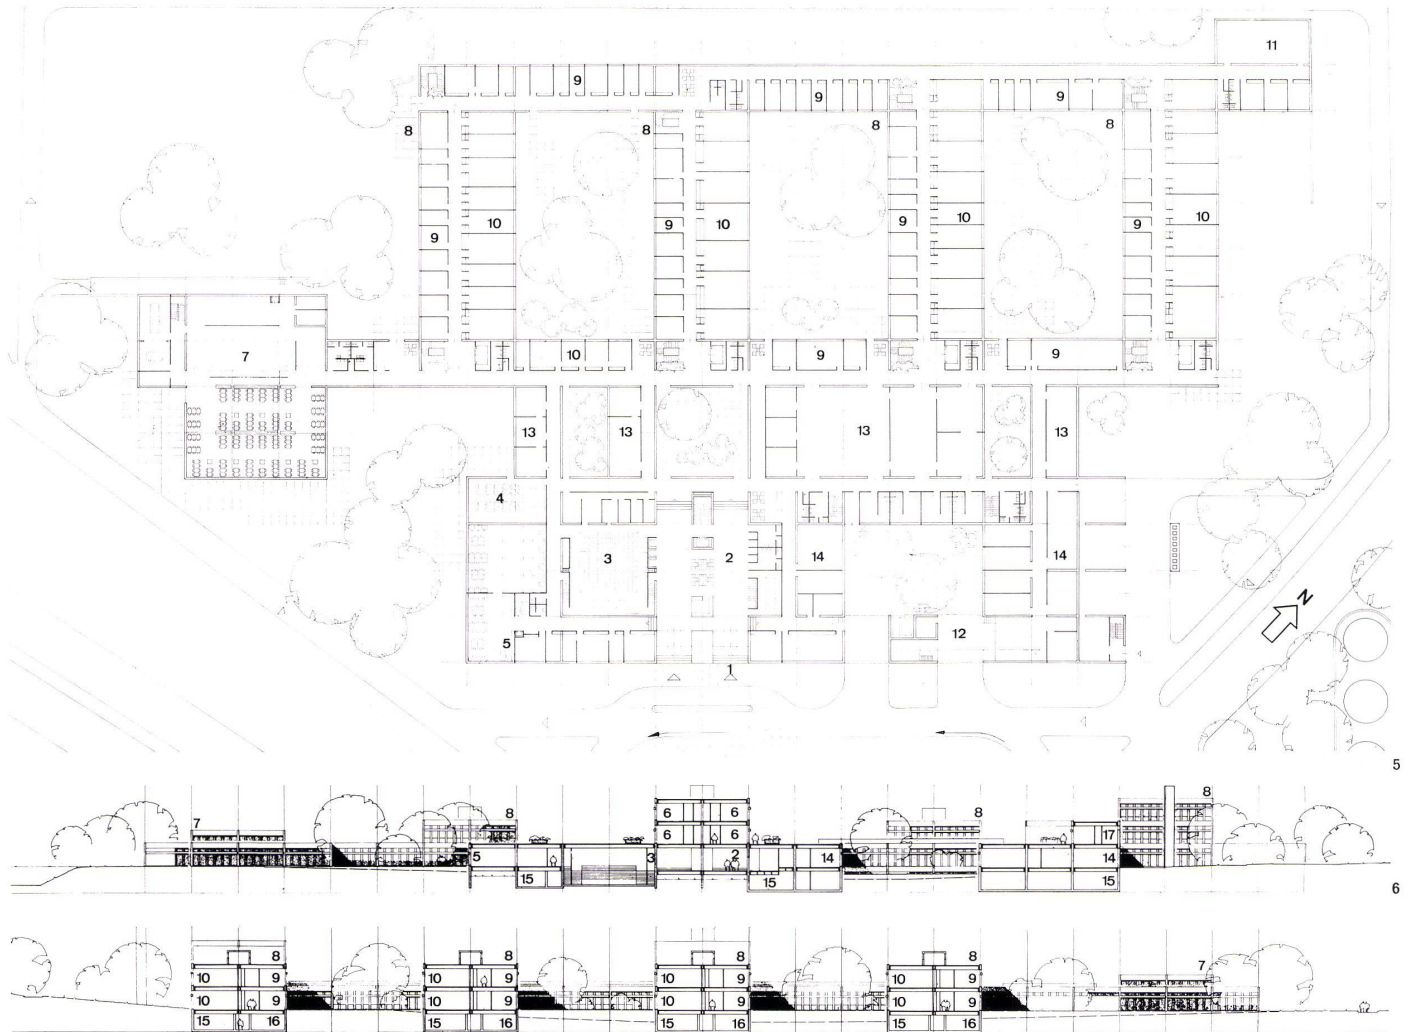 11
9
9 9
8 8 8 8
10 10 10 10
9 9 9 9
7 10 9 9
13 13 13 13
4
3 2 14 14
5 12
1
N
5
7 8 8 8
6 6
6 6 17
5 3 2 14 14
15 15 15
6
8 8 8 8
10 9 10 9 10 9 10 9 7
10 9 10 9 10 9 10 9
15 16 15 16 15 16 15 16